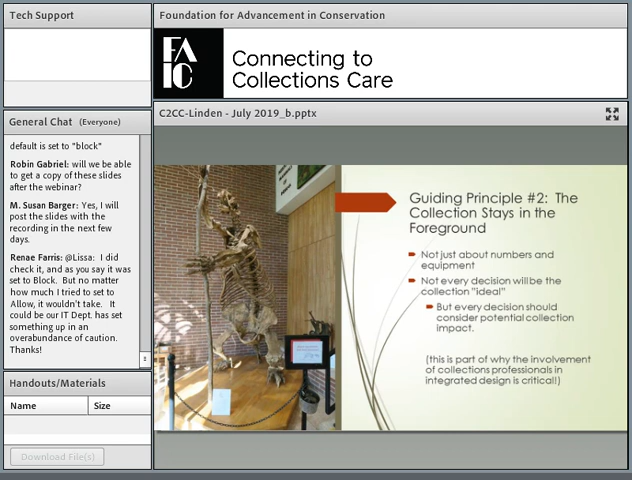 Tech Support
Foundation for Advancement in Conservation
FA
IC
Connecting to
Collections Care
General Chat (Everyone)
default is set to "block"
Robin Gabriel: will we be able
to get a copy of these slides
after the webinar?
M. Susan Barger: Yes, I will
post the slides with the
recording in the next few
days.
Renae Farris: @Lissa: I did
check it, and as you say it was
set to Block. But no matter
how much I tried to set to
Allow, it wouldn't take. It
could be our IT Dept. has set
something up in an
overabundance of caution.
Thanks!
Handouts/Materials
Name Size
Download File(s)
C2CC-Linden - July 2019_b.pptx
Guiding Principle #2: The
Collection Stays in the
Foreground
Not just about numbers and
equipment
Not every decision will be the
collection "ideal"
But every decision should
consider potential collection
impact.
(this is part of why the involvement
of collections professionals in
integrated design is critical!)